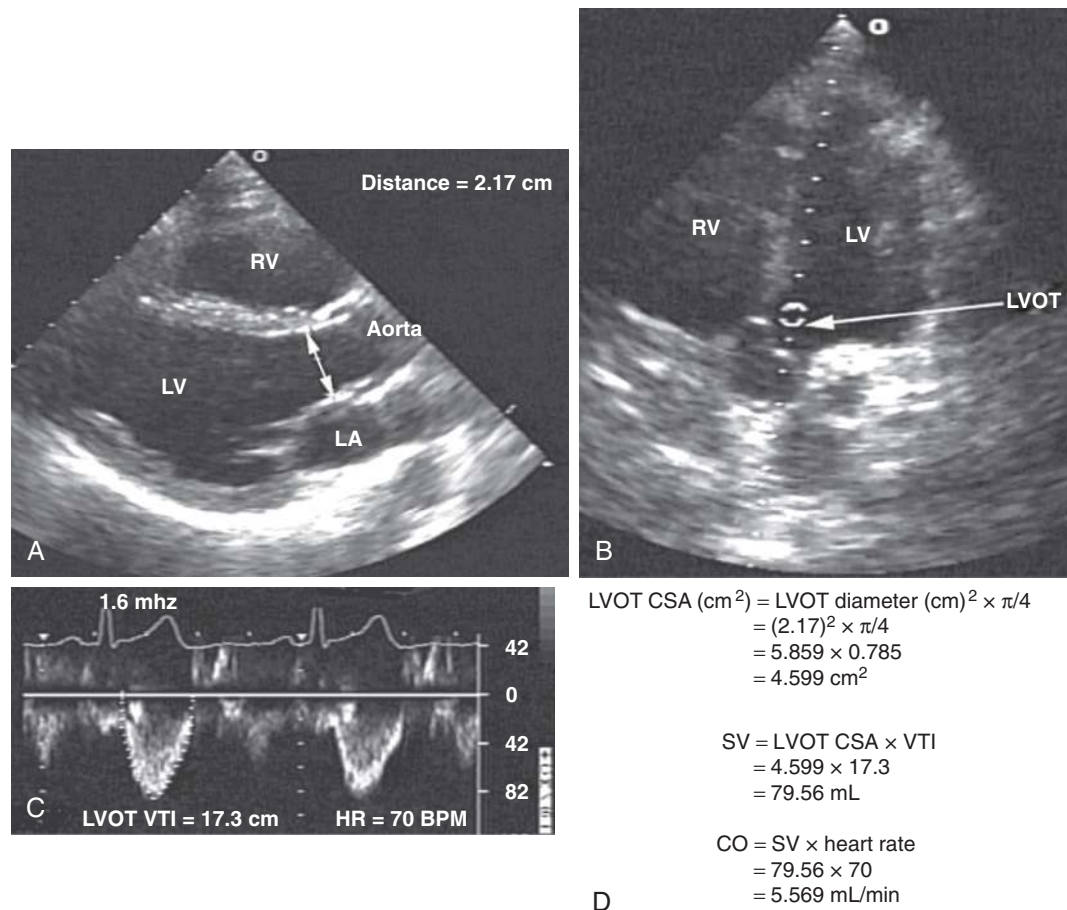 Distance = 2.17 cm
RV
Aorta
LV
LA
A
RV
LV
LVOT
B
1.6 mhz
42
0
42
82
C
LVOT VTI = 17.3 cm
HR = 70 BPM
LVOT CSA (cm²) = LVOT diameter (cm)² × π/4
= (2.17)² × π/4
= 5.859 × 0.785
= 4.599 cm²
SV = LVOT CSA × VTI
= 4.599 × 17.3
= 79.56 mL
CO = SV × heart rate
= 79.56 × 70
= 5.569 mL/min
D